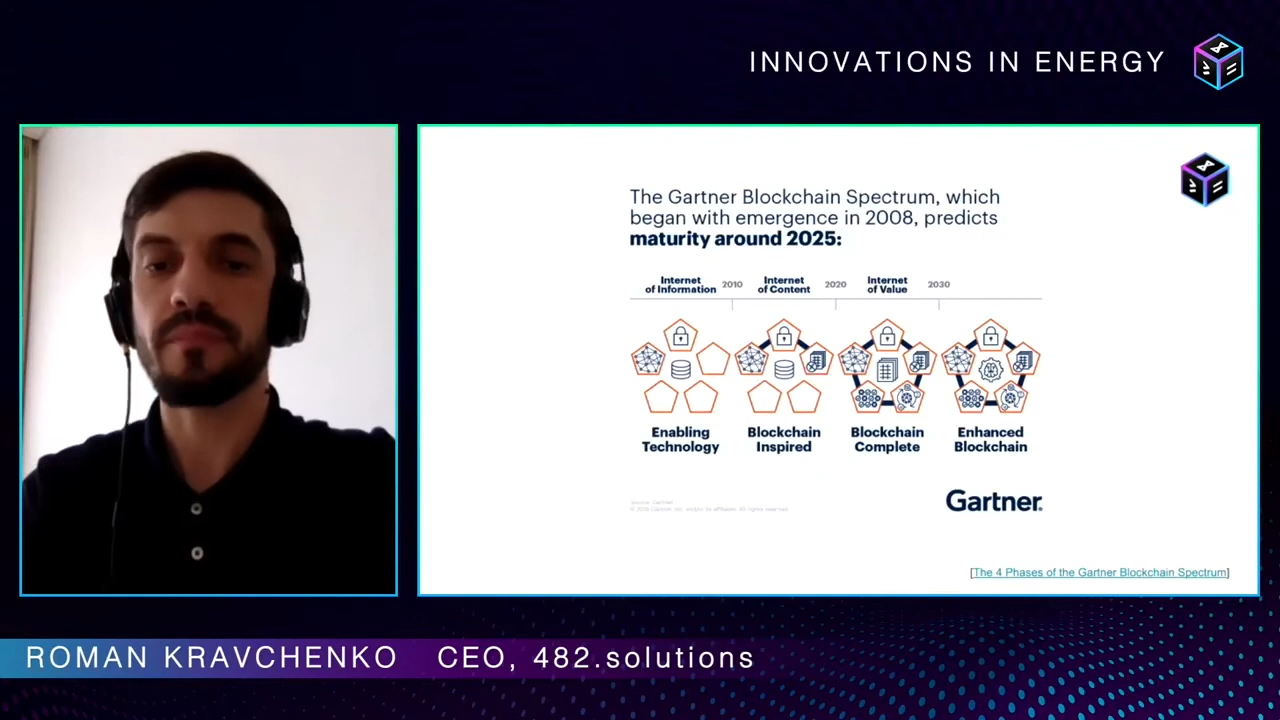 INNOVATIONS IN ENERGY
The Gartner Blockchain Spectrum, which
began with emergence in 2008, predicts
maturity around 2025:
Internet
of Information
2010
Internet
of Content
2020
Internet
of Value
2030
Enabling
Technology
Blockchain
Inspired
Blockchain
Complete
Enhanced
Blockchain
Source: Gartner
Gartner.
[The 4 Phases of the Gartner Blockchain Spectrum]
ROMAN KRAVCHENKO CEO, 482.solutions